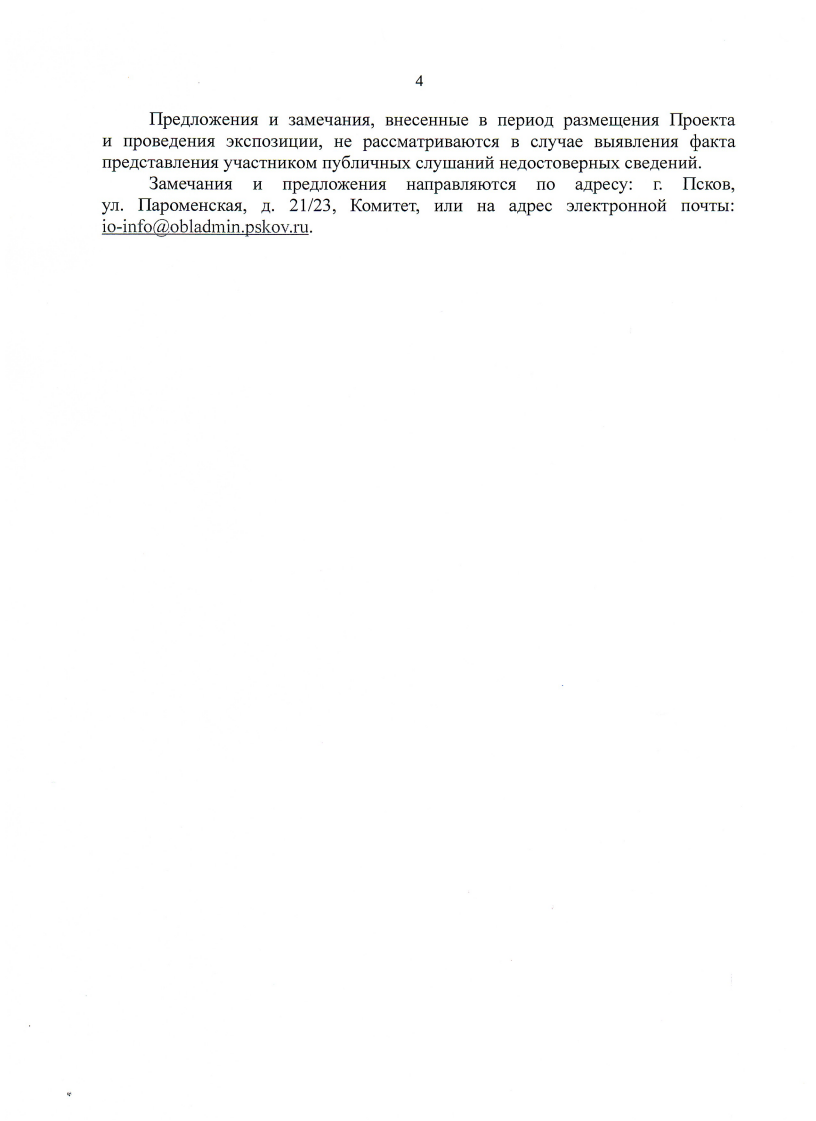 4
Предложения и замечания, внесенные в период размещения Проекта
и проведения экспозиции, не рассматриваются в случае выявления факта
представления участником публичных слушаний недостоверных сведений.
Замечания и предложения направляются по адресу: г. Псков,
ул. Пароменская, д. 21/23, Комитет, или на адрес электронной почты:
io-info@obladmin.pskov.ru.